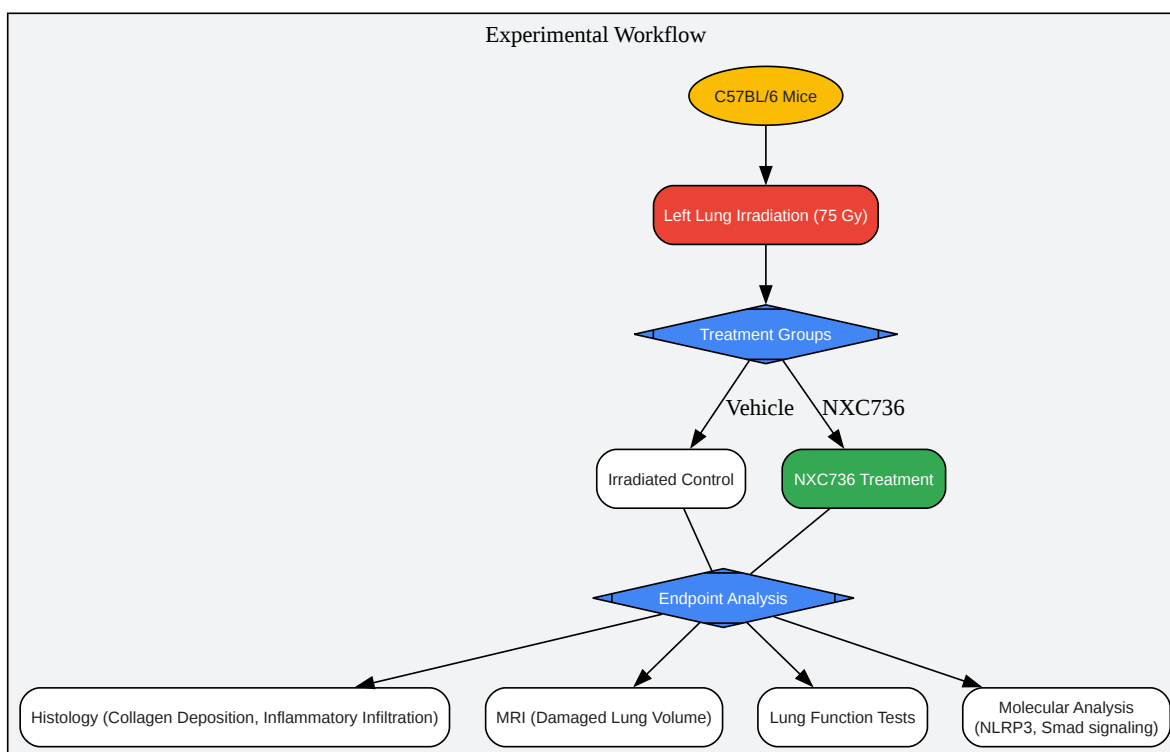 Experimental Workflow
C57BL/6 Mice
Left Lung Irradiation (75 Gy)
Treatment Groups
Vehicle
NXC736
Irradiated Control
NXC736 Treatment
Endpoint Analysis
Histology (Collagen Deposition, Inflammatory Infiltration)
MRI (Damaged Lung Volume)
Lung Function Tests
Molecular Analysis
(NLRP3, Smad signaling)